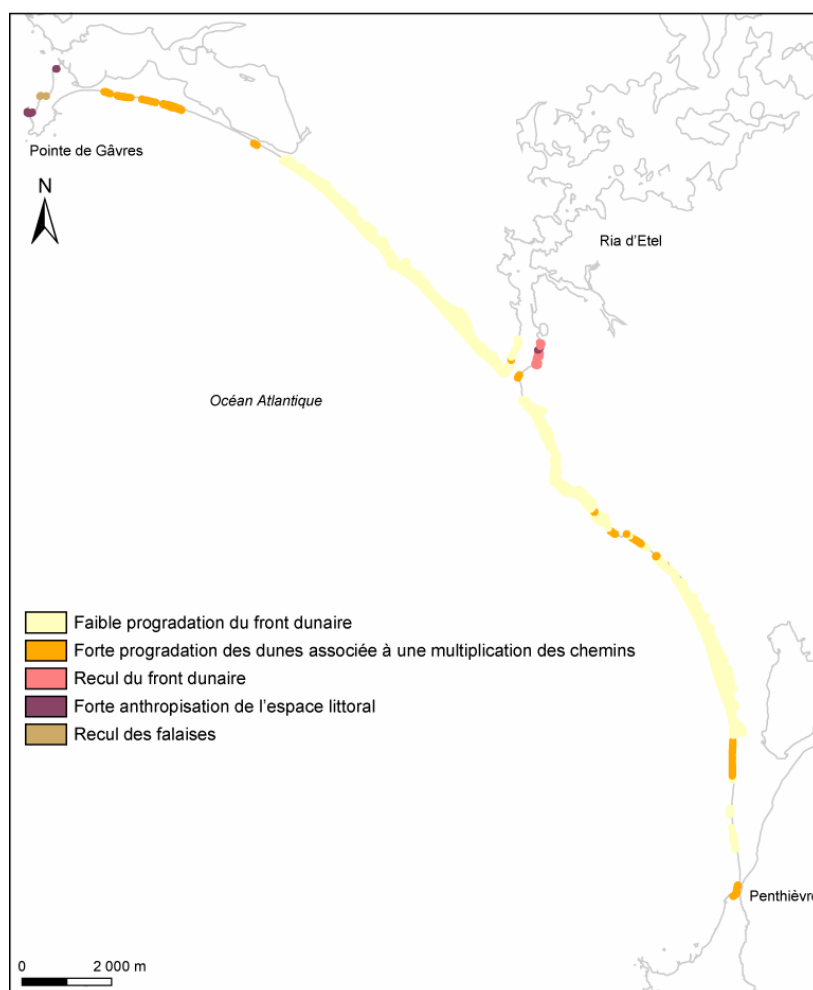 Pointe de Gâvres
N
Ria d'Etel
Océan Atlantique
Faible progradation du front dunaire
Forte progradation des dunes associée à une multiplication des chemins
Recul du front dunaire
Forte anthropisation de l'espace littoral
Recul des falaises
Penthièvre
0 2 000 m